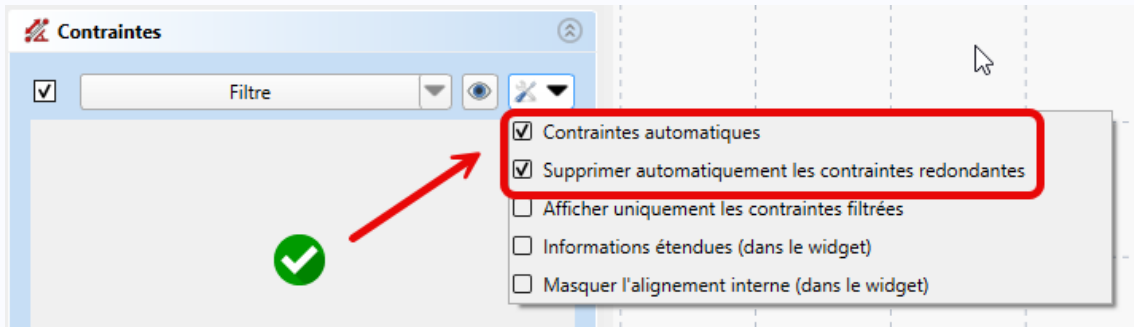 Contraintes
Filtre
Contraintes automatiques
Supprimer automatiquement les contraintes redondantes
Afficher uniquement les contraintes filtrées
Informations étendues (dans le widget)
Masquer l'alignement interne (dans le widget)